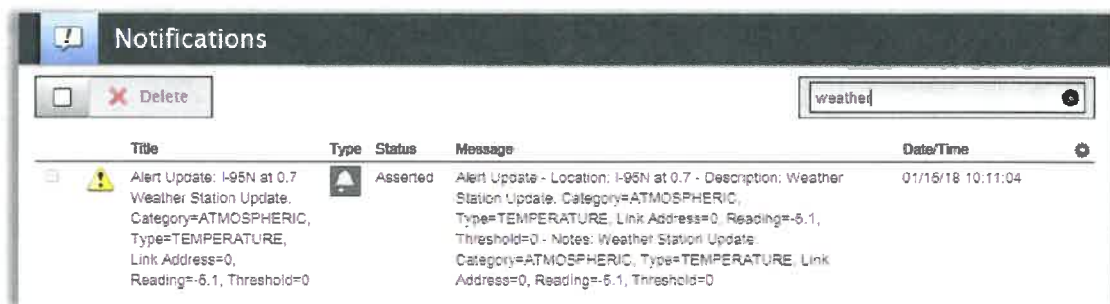 Notifications
Delete
weather
Title Type Status Message Date/Time
Alert Update: I-95N at 0.7
Weather Station Update.
Category=ATMOSPHERIC,
Type=TEMPERATURE,
Link Address=0,
Reading=-5.1, Threshold=0
Asserted
Alert Update - Location: I-95N at 0.7 - Description: Weather
Station Update. Category=ATMOSPHERIC,
Type=TEMPERATURE, Link Address=0, Reading=-5.1,
Threshold=0 - Notes: Weather Station Update.
Category=ATMOSPHERIC, Type=TEMPERATURE, Link
Address=0, Reading=-5.1, Threshold=0
01/15/18 10:11:04